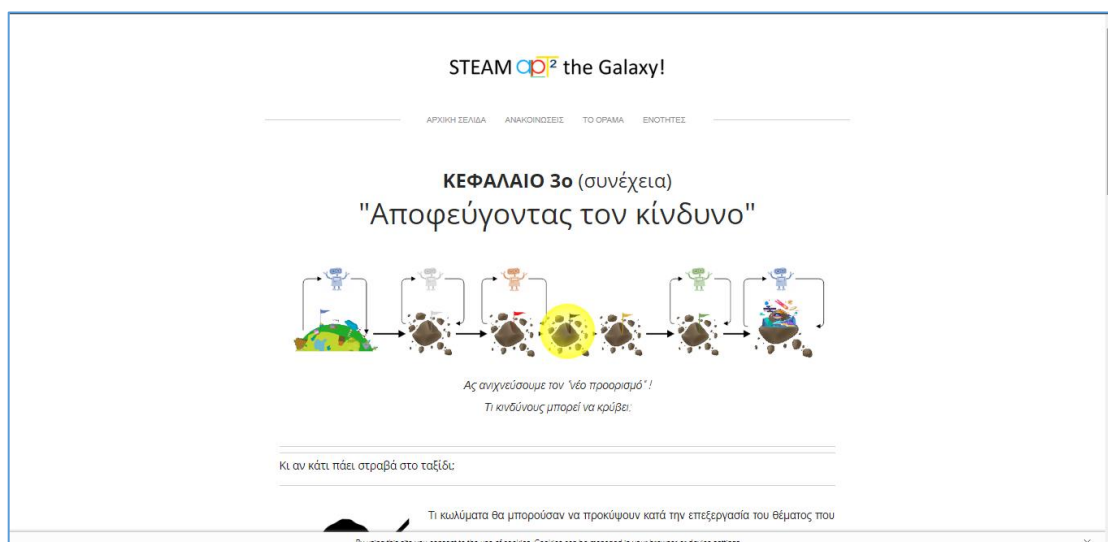 STEAM apT² the Galaxy!
ΑΡΧΙΚΗ ΣΕΛΙΔΑ ΑΝΑΚΟΙΝΩΣΕΙΣ ΤΟ ΟΡΑΜΑ ΕΝΟΤΗΤΕΣ
ΚΕΦΑΛΑΙΟ 3ο (συνέχεια)
"Αποφεύγοντας τον κίνδυνο"
Ας ανιχνεύσουμε τον "νέο προορισμό" !
Τι κινδύνους μπορεί να κρύβει;
Κι αν κάτι πάει στραβά στο ταξίδι;
Τι κωλύματα θα μπορούσαν να προκύψουν κατά την επεξεργασία του θέματος που